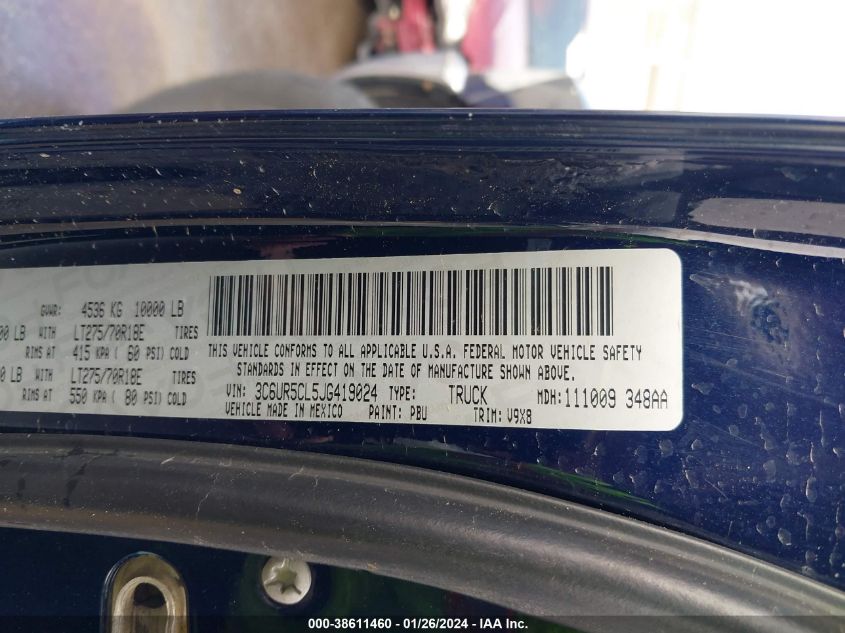 GVWR: 4536 KG 10000 LB
00 LB WITH LT275/70R18E TIRES
RIMS AT 415 KPA ( 60 PSI) COLD
0 LB WITH LT275/70R18E TIRES
RIMS AT 550 KPA ( 80 PSI) COLD
THIS VEHICLE CONFORMS TO ALL APPLICABLE U.S.A. FEDERAL MOTOR VEHICLE SAFETY
STANDARDS IN EFFECT ON THE DATE OF MANUFACTURE SHOWN ABOVE.
VIN: 3C6UR5CL5JG419024 TYPE: TRUCK MDH: 111009 348AA
VEHICLE MADE IN MEXICO PAINT: PBU TRIM: V9X8
000-38611460 - 01/26/2024 - IAA Inc.